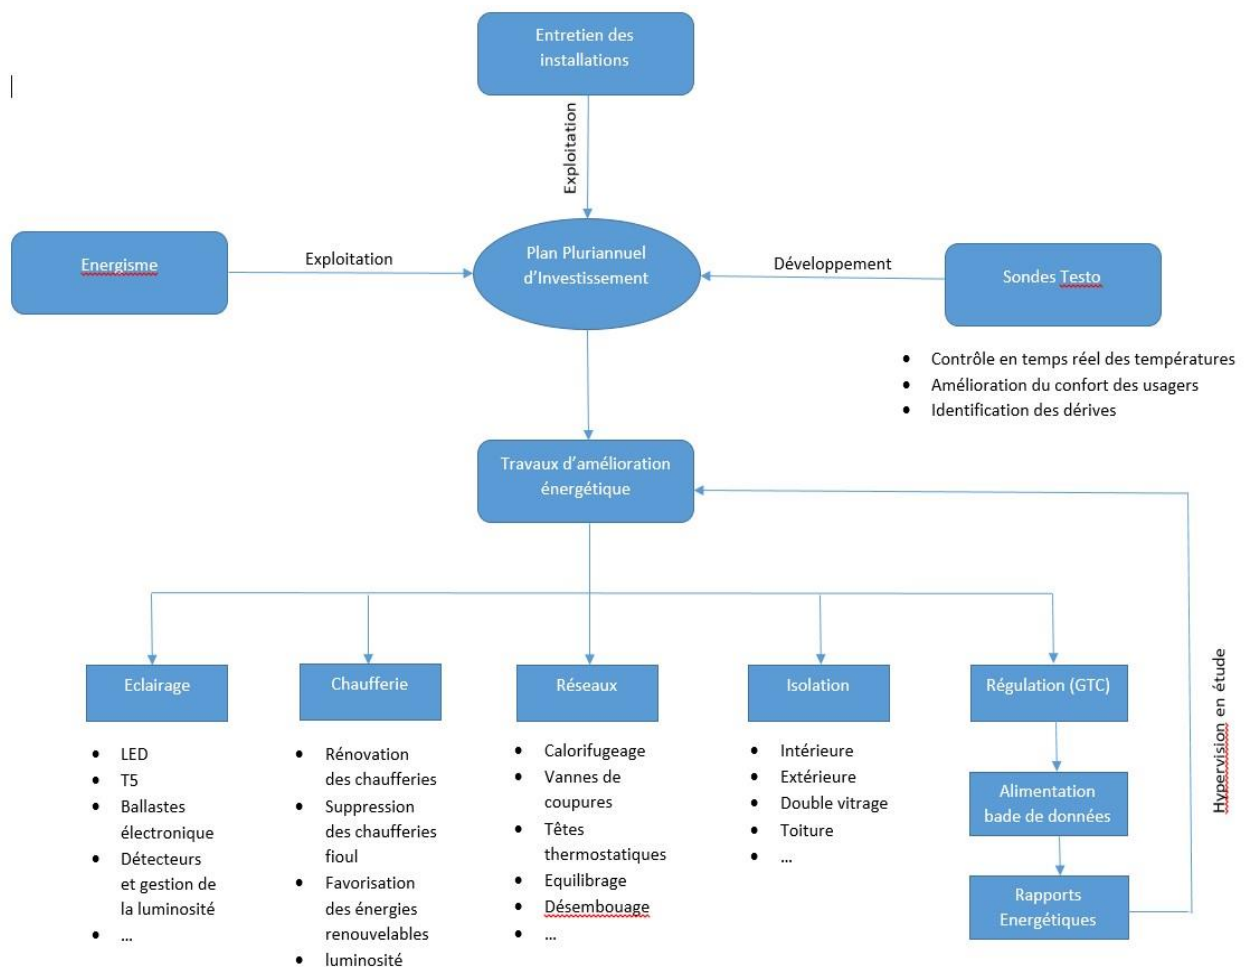 Entretien des
installations
Exploitation
Energisme
Exploitation
Plan Pluriannuel
d’Investissement
Développement
Sondes Testo
• Contrôle en temps réel des températures
• Amélioration du confort des usagers
• Identification des dérives
Travaux d’amélioration
énergétique
Hypervision en étude
Eclairage
• LED
• T5
• Ballastes
électronique
• Détecteurs
et gestion de
la luminosité
• ...
Chaufferie
• Rénovation
des chaufferies
• Suppression
des chaufferies
fioul
• Favorisation
des énergies
renouvelables
• luminosité
Réseaux
• Calorifugeage
• Vannes de
coupures
• Têtes
thermostatiques
• Equilibrage
• Désembouage
• ...
Isolation
• Intérieure
• Extérieure
• Double vitrage
• Toiture
• ...
Régulation (GTC)
Alimentation
bade de données
Rapports
Energétiques